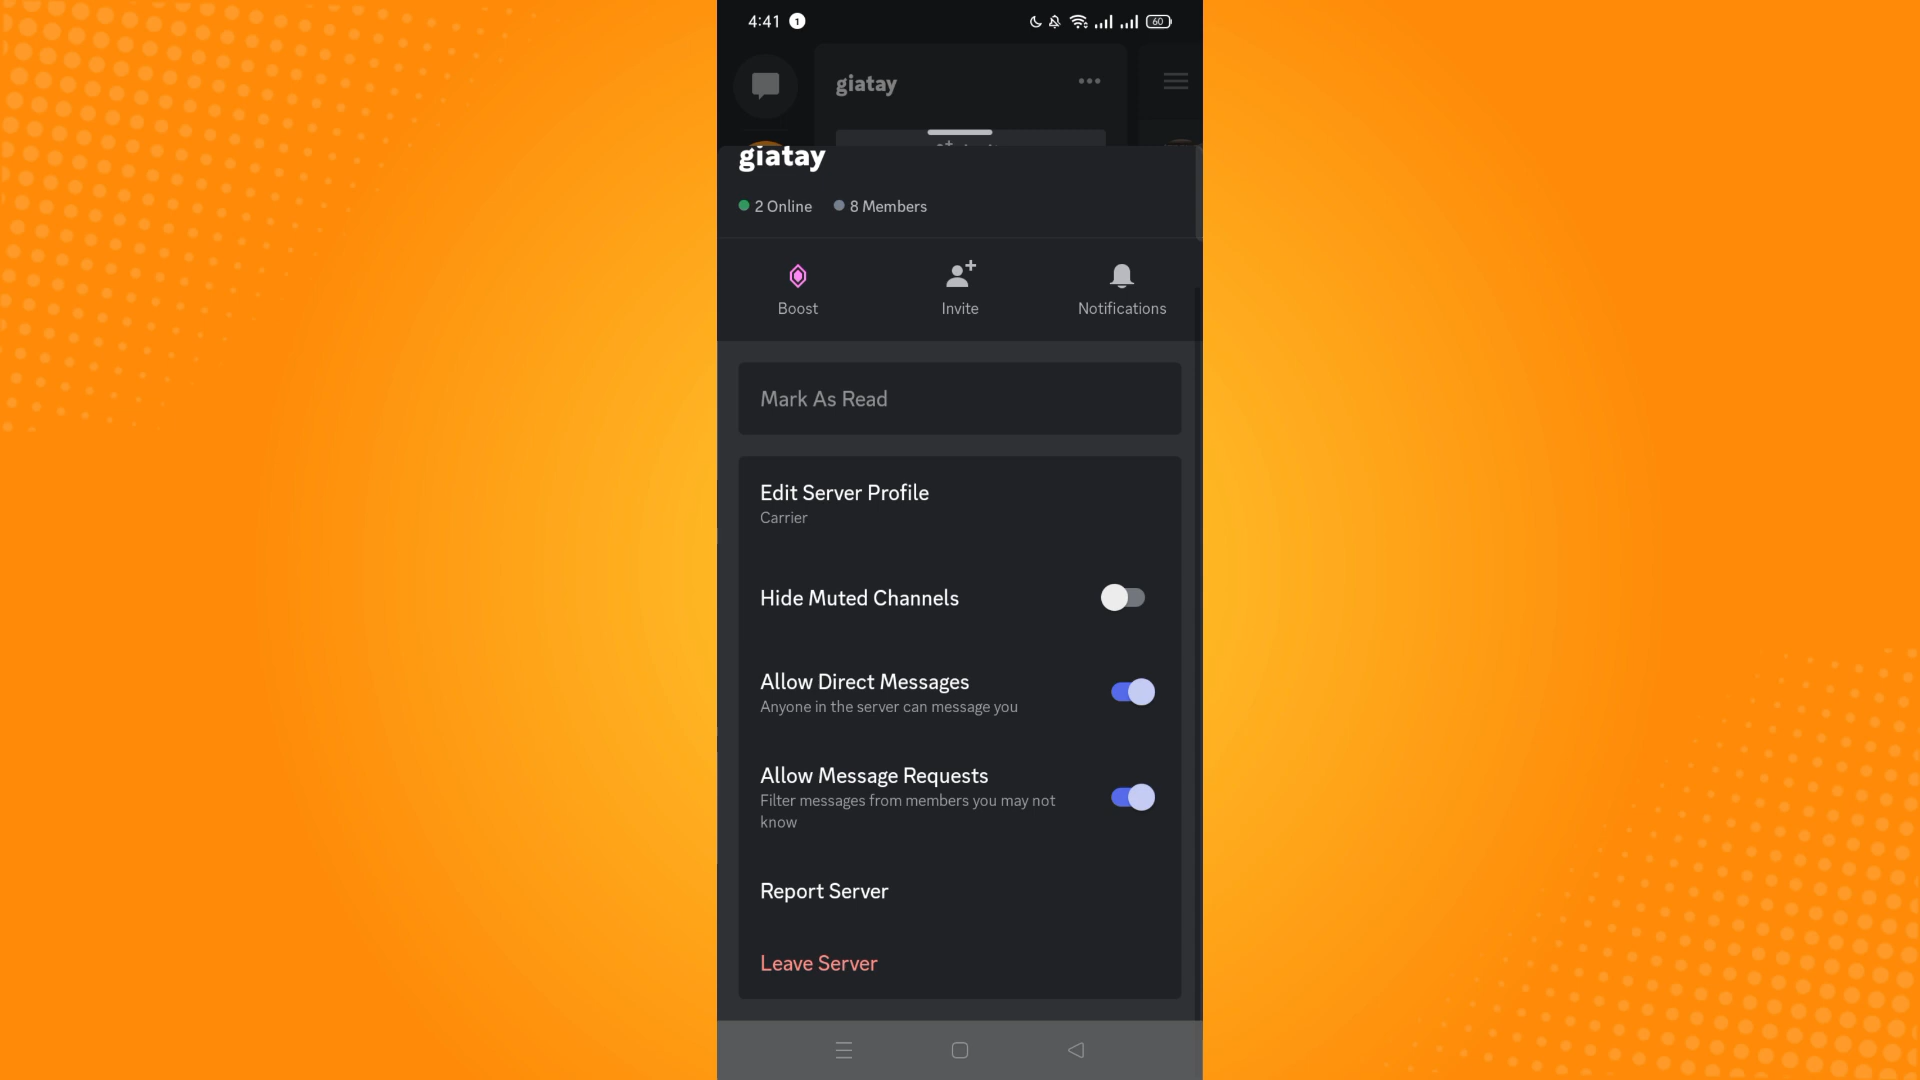 4:41 1 60
giatay
giatay
2 Online 8 Members
Boost Invite Notifications
Mark As Read
Edit Server Profile
Carrier
Hide Muted Channels
Allow Direct Messages
Anyone in the server can message you
Allow Message Requests
Filter messages from members you may not
know
Report Server
Leave Server